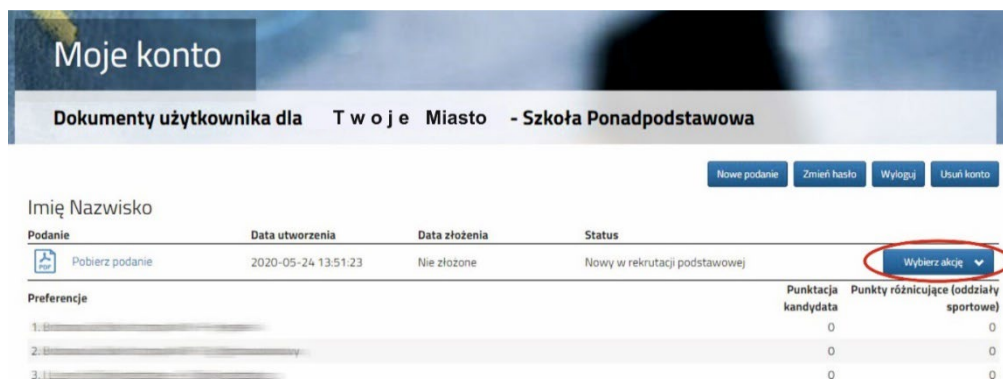 Moje konto
Dokumenty użytkownika dla Twoje Miasto - Szkoła Ponadpodstawowa
Nowe podanie Zmień hasło Wyloguj Usuń konto
Imię Nazwisko
Podanie Data utworzenia Data złożenia Status
PDF Pobierz podanie 2020-05-24 13:51:23 Nie złożone Nowy w rekrutacji podstawowej Wybierz akcję
Preferencje Punktacja kandydata Punkty różnicujące (oddziały sportowe)
1. 0 0
2. 0 0
3. 0 0